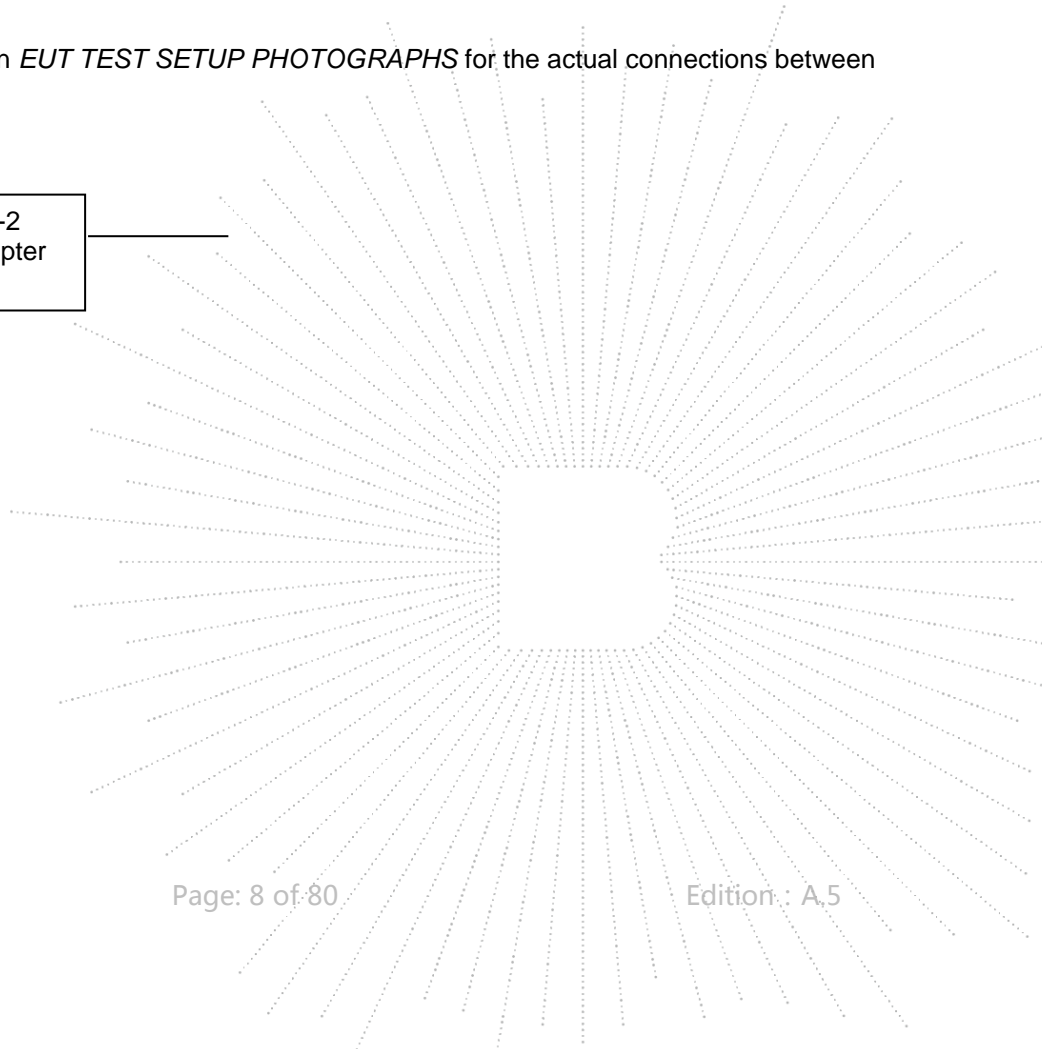 n EUT TEST SETUP PHOTOGRAPHS for the actual connections between
-2
pter
Page: 8 of 80 Edition : A.5